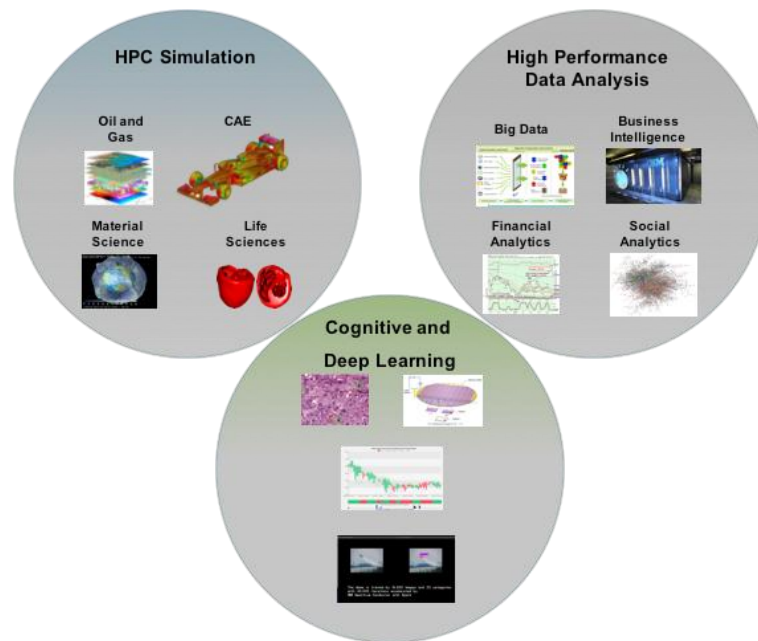 HPC Simulation
Oil and
Gas
CAE
Material
Science
Life
Sciences
High Performance
Data Analysis
Big Data
Business
Intelligence
Financial
Analytics
Social
Analytics
Cognitive and
Deep Learning